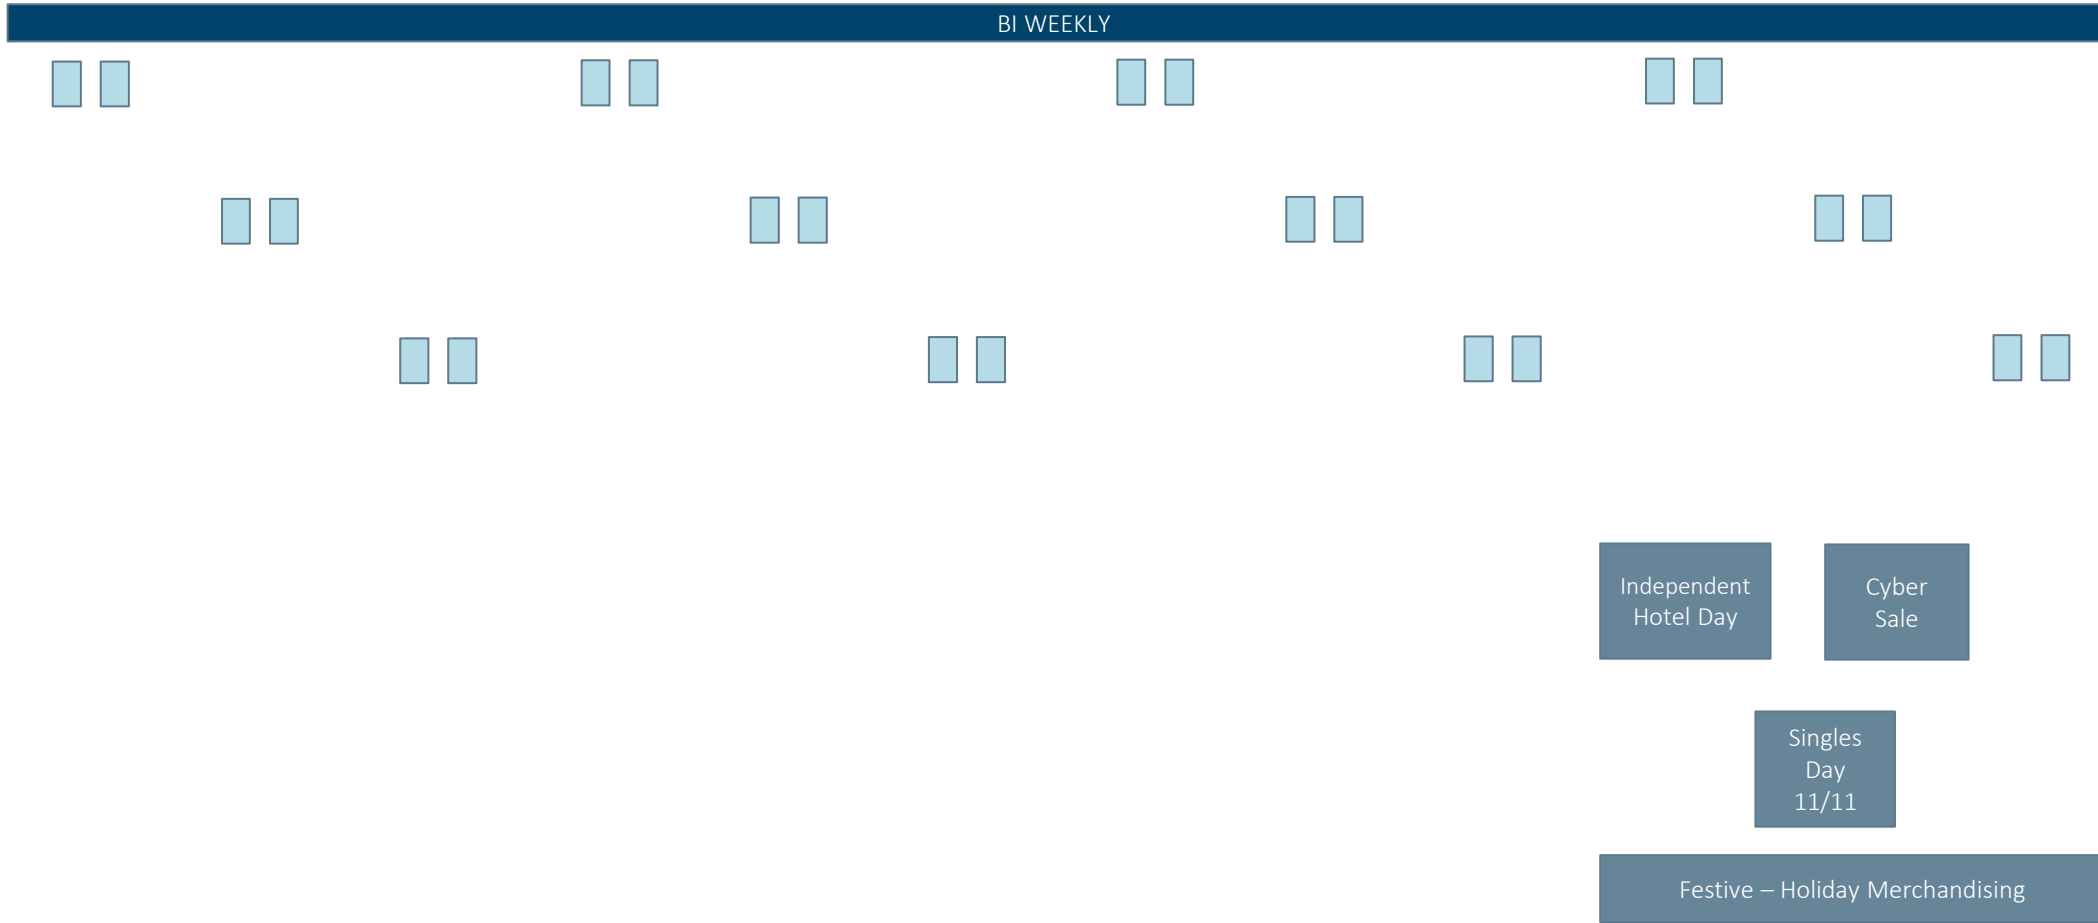 BI WEEKLY
Independent
Hotel Day
Cyber
Sale
Singles
Day
11/11
Festive – Holiday Merchandising